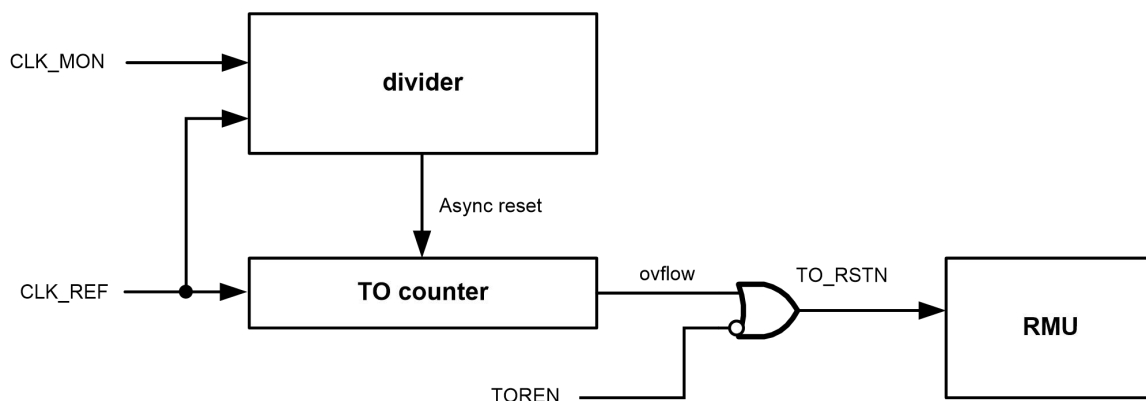 CLK_MON
divider
Async reset
CLK_REF
TO counter
ovflow
TO_RSTN
RMU
TOREN